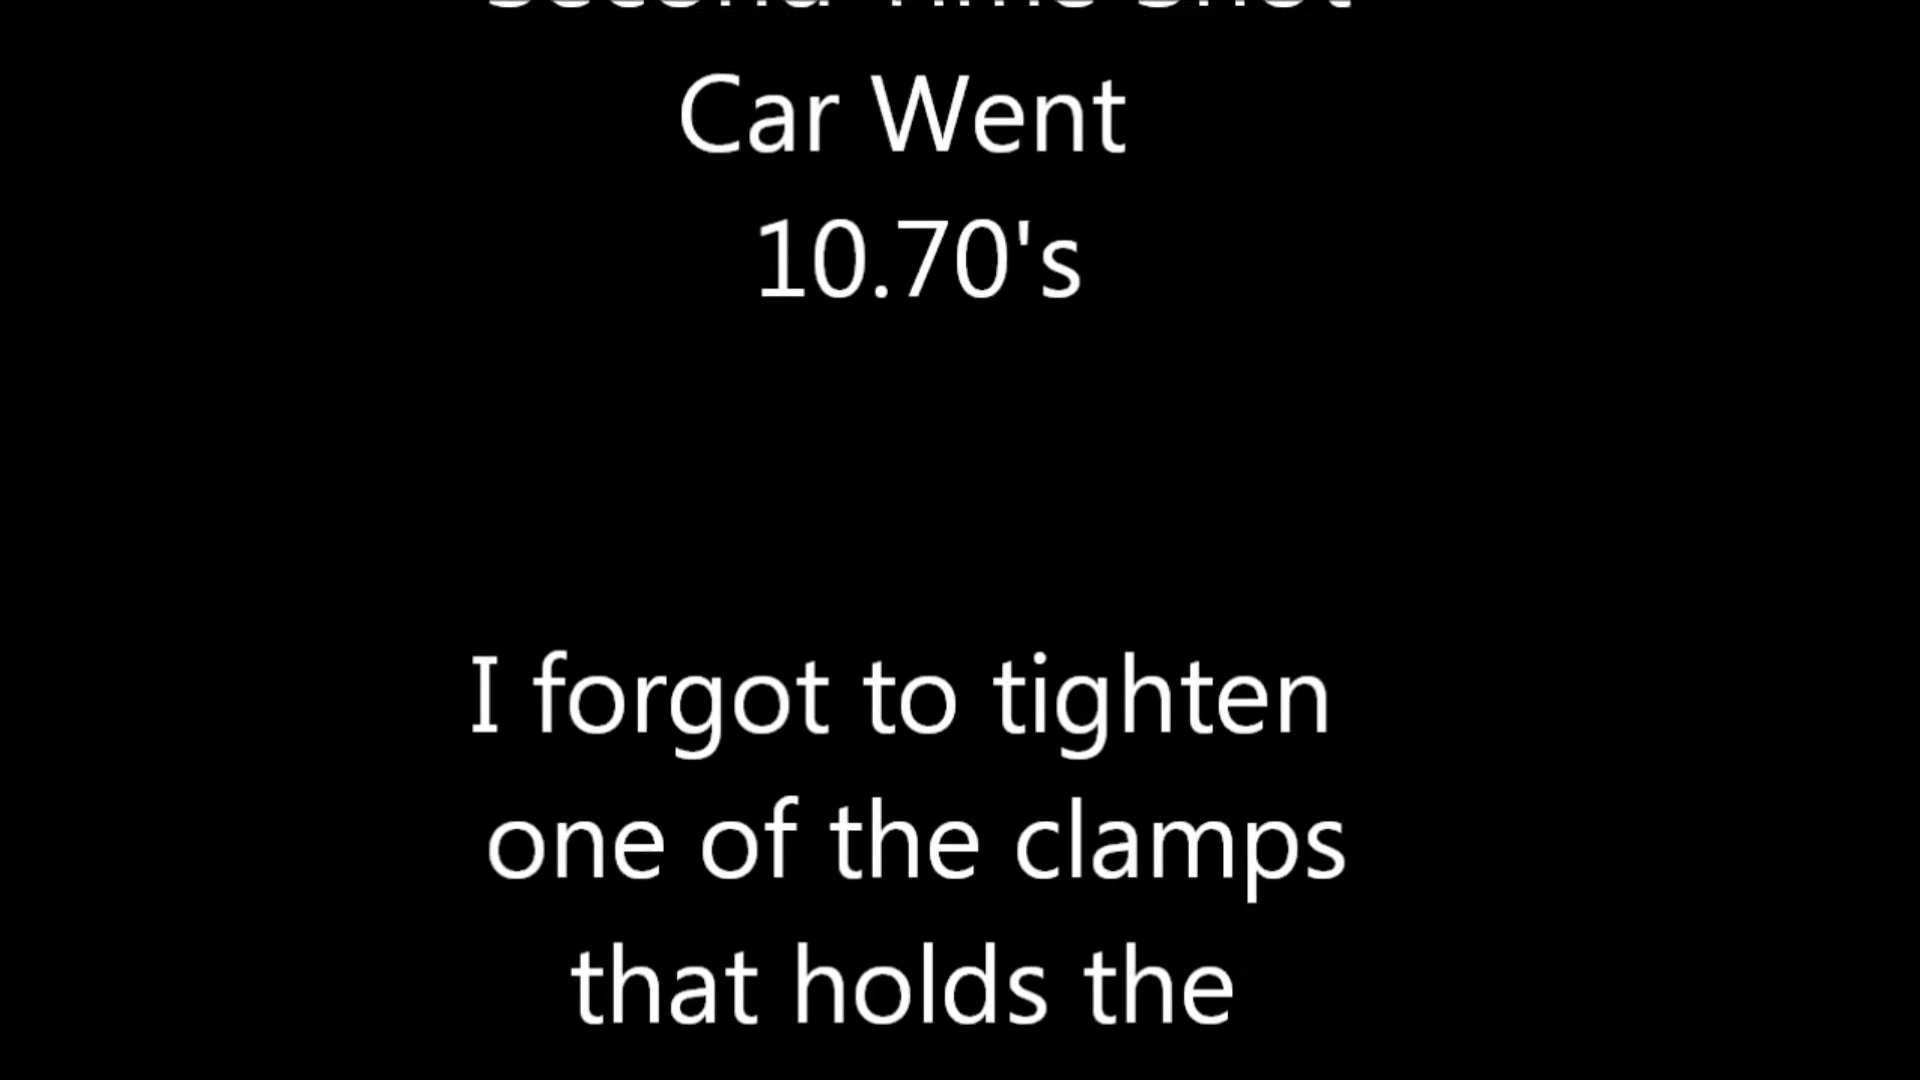 Car Went
10.70's
I forgot to tighten
one of the clamps
that holds the